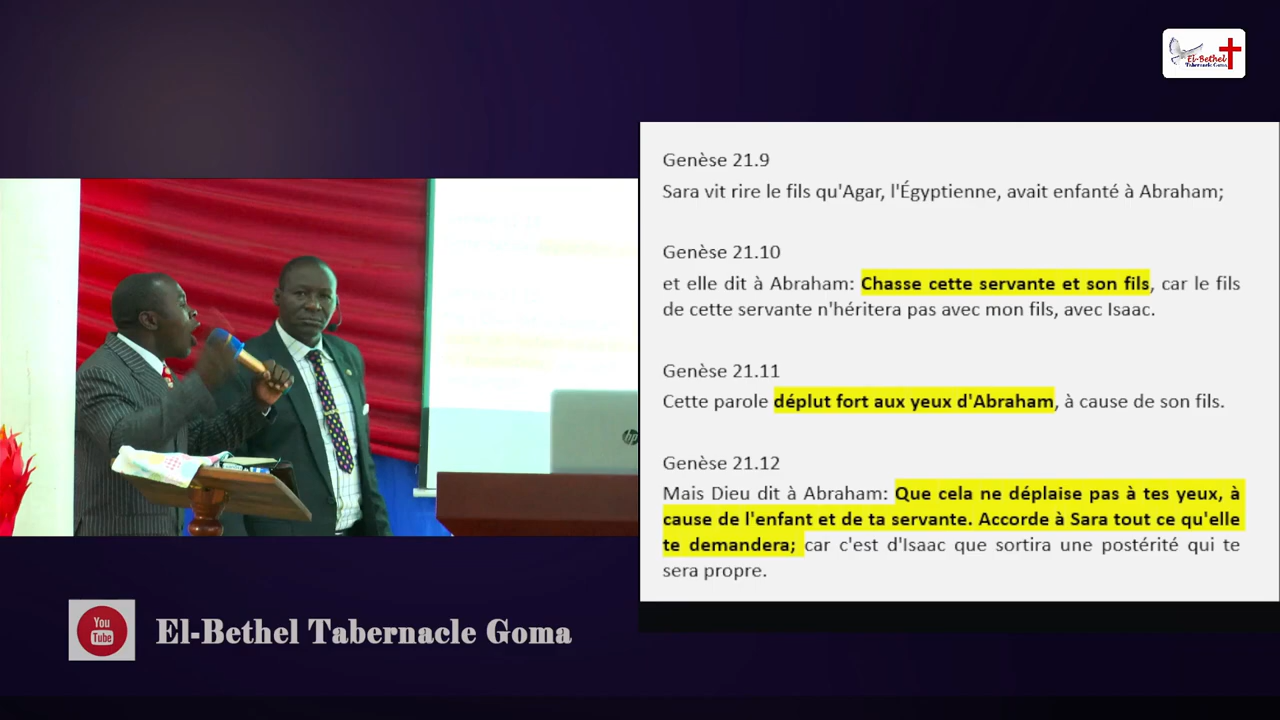 El-Bethel
Tabernacle Goma
Genèse 21.9
Sara vit rire le fils qu'Agar, l'Égyptienne, avait enfanté à Abraham;
Genèse 21.10
et elle dit à Abraham: Chasse cette servante et son fils, car le fils
de cette servante n'héritera pas avec mon fils, avec Isaac.
Genèse 21.11
Cette parole déplut fort aux yeux d'Abraham, à cause de son fils.
Genèse 21.12
Mais Dieu dit à Abraham: Que cela ne déplaise pas à tes yeux, à
cause de l'enfant et de ta servante. Accorde à Sara tout ce qu'elle
te demandera; car c'est d'Isaac que sortira une postérité qui te
sera propre.
hp
You
Tube
El-Bethel Tabernacle Goma